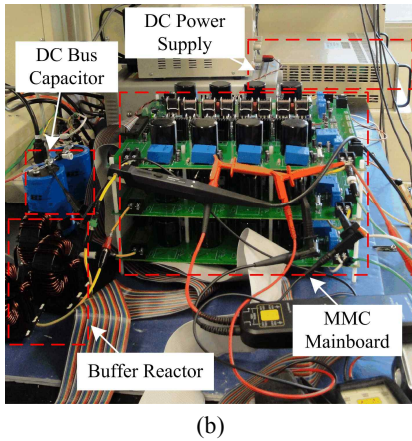 DC Power
Supply
DC Bus
Capacitor
MMC
Mainboard
Buffer Reactor
(b)